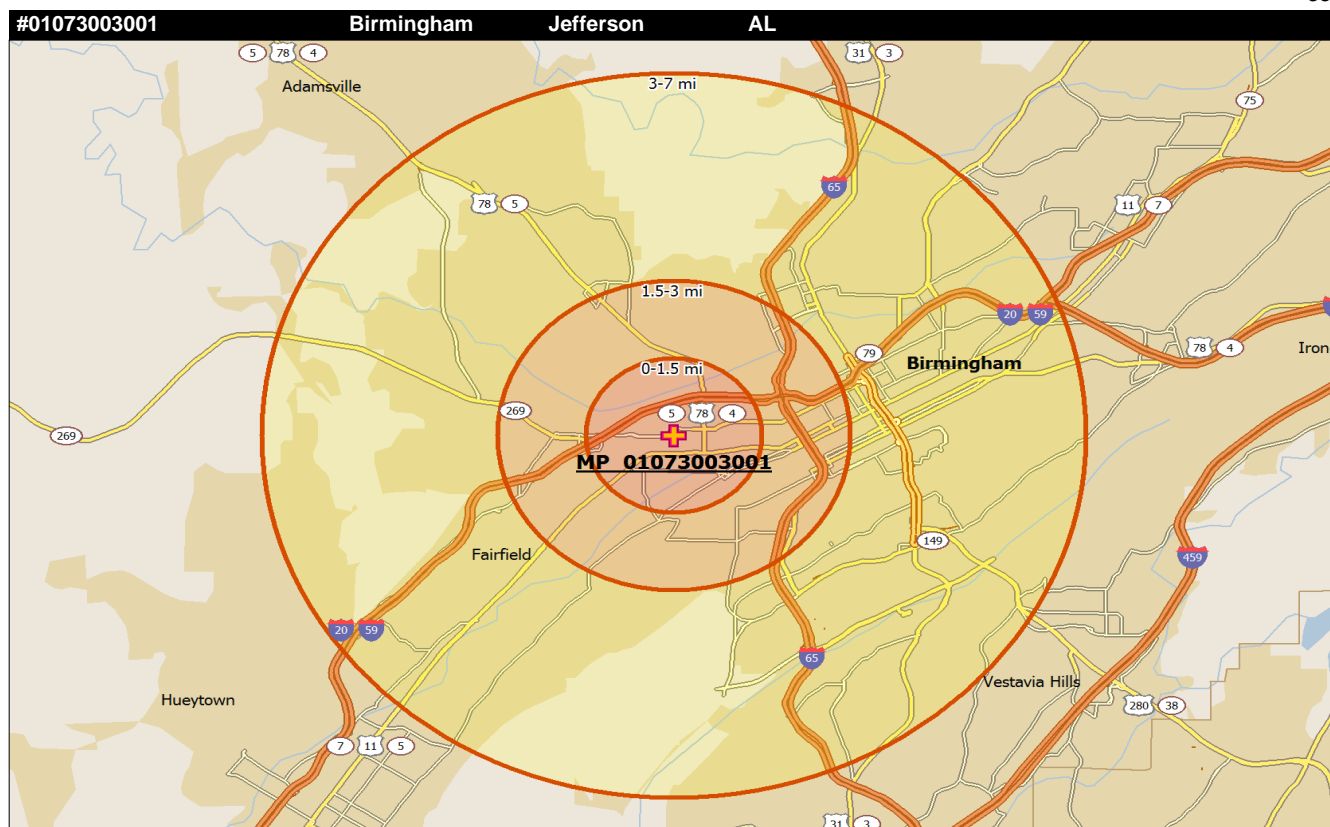 #01073003001 Birmingham Jefferson AL
5 78 4
31 3
3-7 mi
Adamsville
75
65
78 5
11 7
1.5-3 mi
20 59
79
78 4
Iron
0-1.5 mi
Birmingham
269
5 78 4
269
MP 01073003001
149
Fairfield
459
20 59
65
Vestavia Hills
Hueytown
280 38
7 11 5
31 3